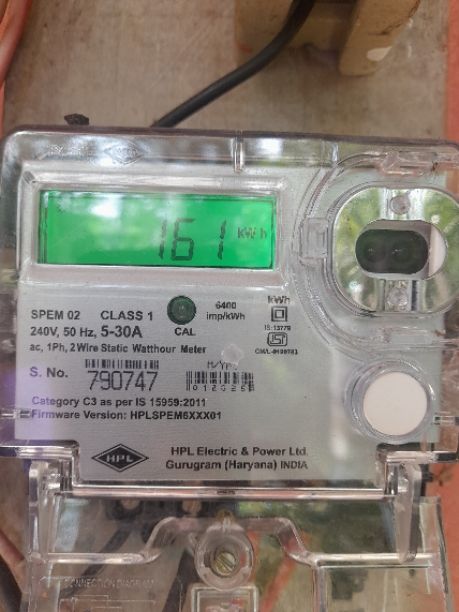 161 kWh
SPEM 02 CLASS 1 6400 kWh
240V, 50 Hz, 5-30A CAL imp/kWh IS:13779
ac, 1Ph, 2 Wire Static Watthour Meter
S. No. 790747 M/YR
Category C3 as per IS 15959:2011
Firmware Version: HPLSPEM6XXX01
HPL HPL Electric & Power Ltd.
Gurugram (Haryana) INDIA
CONNECTION DIAGRAM